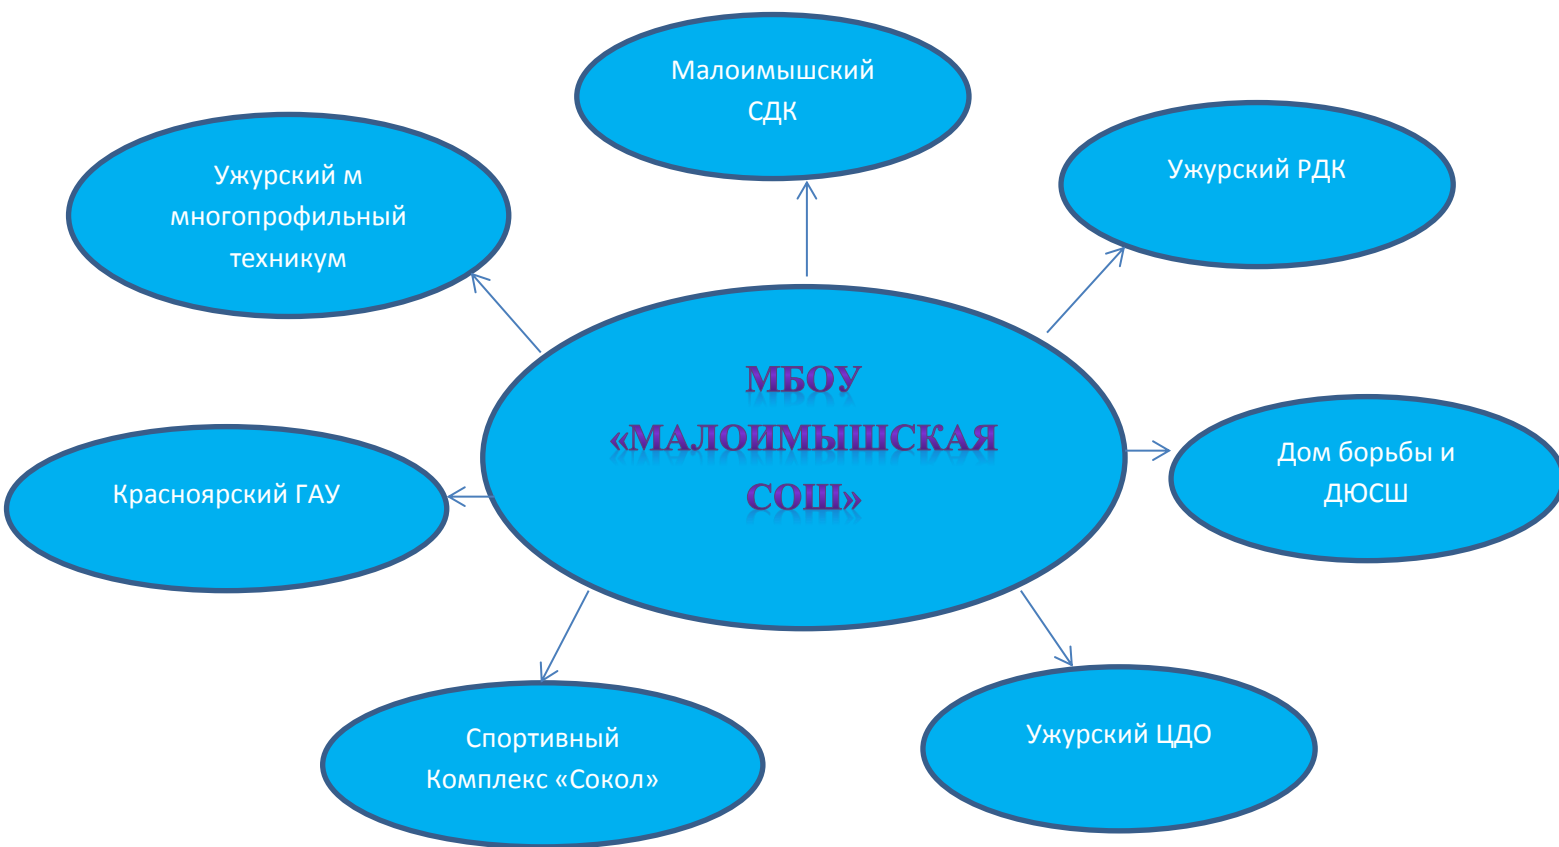 Малоимышский
СДК
Ужурский м
многопрофильный
техникум
Ужурский РДК
МБОУ
«МАЛОИМЫШСКАЯ
СОШ»
Дом борьбы и
ДЮСШ
Красноярский ГАУ
Спортивный
Комплекс «Сокол»
Ужурский ЦДО